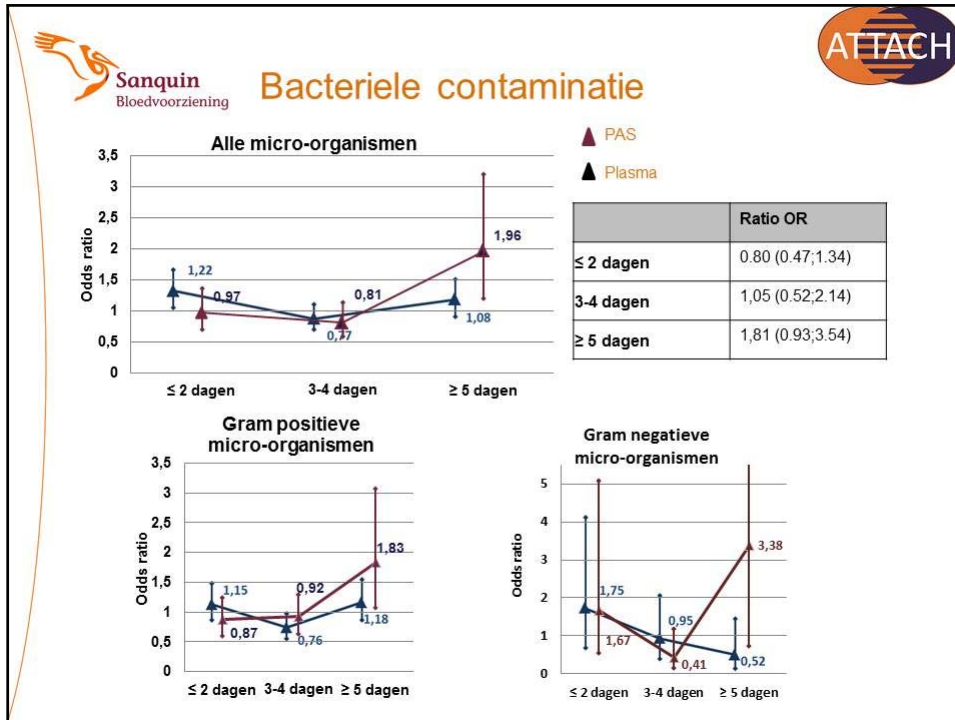 Sanquin
Bloedvoorziening
Bacteriele contaminatie
ATTACH
PAS
Plasma
Alle micro-organismen
Odds ratio
3,5
3
2,5
2
1,5
1
0,5
0
1,22
0,97
0,81
0,77
1,96
1,08
≤ 2 dagen 3-4 dagen ≥ 5 dagen
Ratio OR
≤ 2 dagen 0.80 (0.47;1.34)
3-4 dagen 1,05 (0.52;2.14)
≥ 5 dagen 1,81 (0.93;3.54)
Gram positieve
micro-organismen
Odds ratio
3,5
3
2,5
2
1,5
1
0,5
0
1,15
0,87
0,92
0,76
1,83
1,18
≤ 2 dagen 3-4 dagen ≥ 5 dagen
Gram negatieve
micro-organismen
Odds ratio
5
4
3
2
1
0
1,75
1,67
0,95
0,41
3,38
0,52
≤ 2 dagen 3-4 dagen ≥ 5 dagen